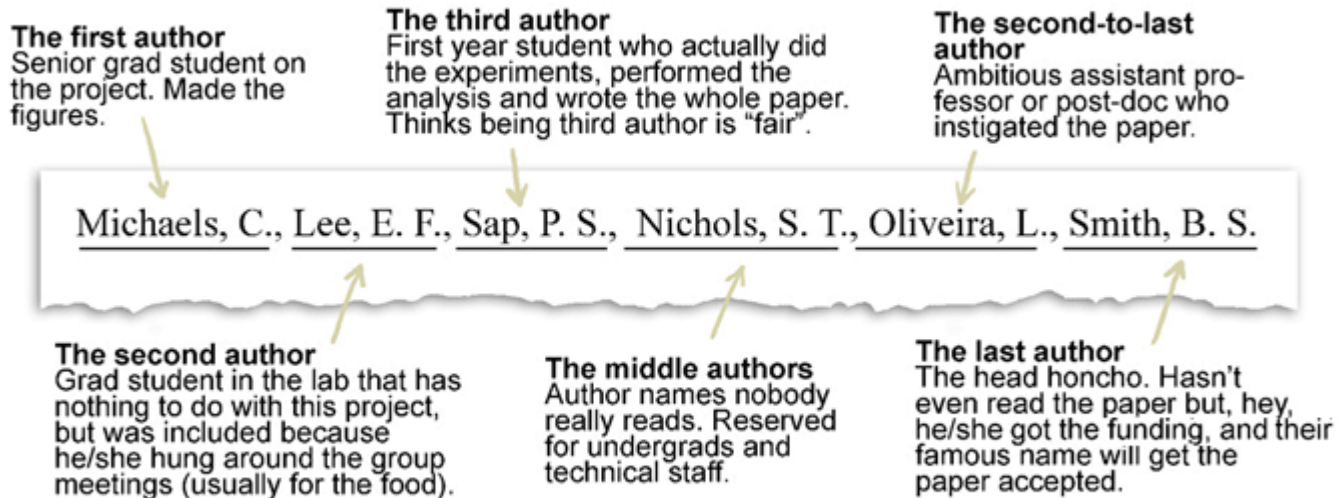 The first author
Senior grad student on
the project. Made the
figures.
The third author
First year student who actually did
the experiments, performed the
analysis and wrote the whole paper.
Thinks being third author is “fair”.
The second-to-last
author
Ambitious assistant pro-
fessor or post-doc who
instigated the paper.
Michaels, C., Lee, E. F., Sap, P. S., Nichols, S. T., Oliveira, L., Smith, B. S.
The second author
Grad student in the lab that has
nothing to do with this project,
but was included because
he/she hung around the group
meetings (usually for the food).
The middle authors
Author names nobody
really reads. Reserved
for undergrads and
technical staff.
The last author
The head honcho. Hasn’t
even read the paper but, hey,
he/she got the funding, and their
famous name will get the
paper accepted.